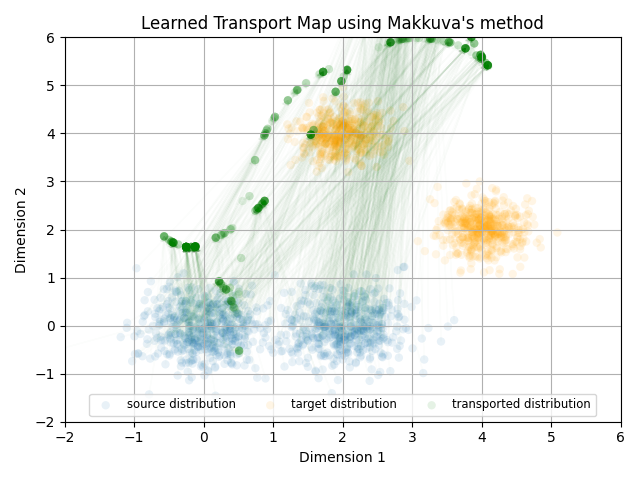 Learned Transport Map using Makkuva's method
6
5
4
3
2
1
0
−1
−2
Dimension 2
source distribution target distribution transported distribution
−2 −1 0 1 2 3 4 5 6
Dimension 1